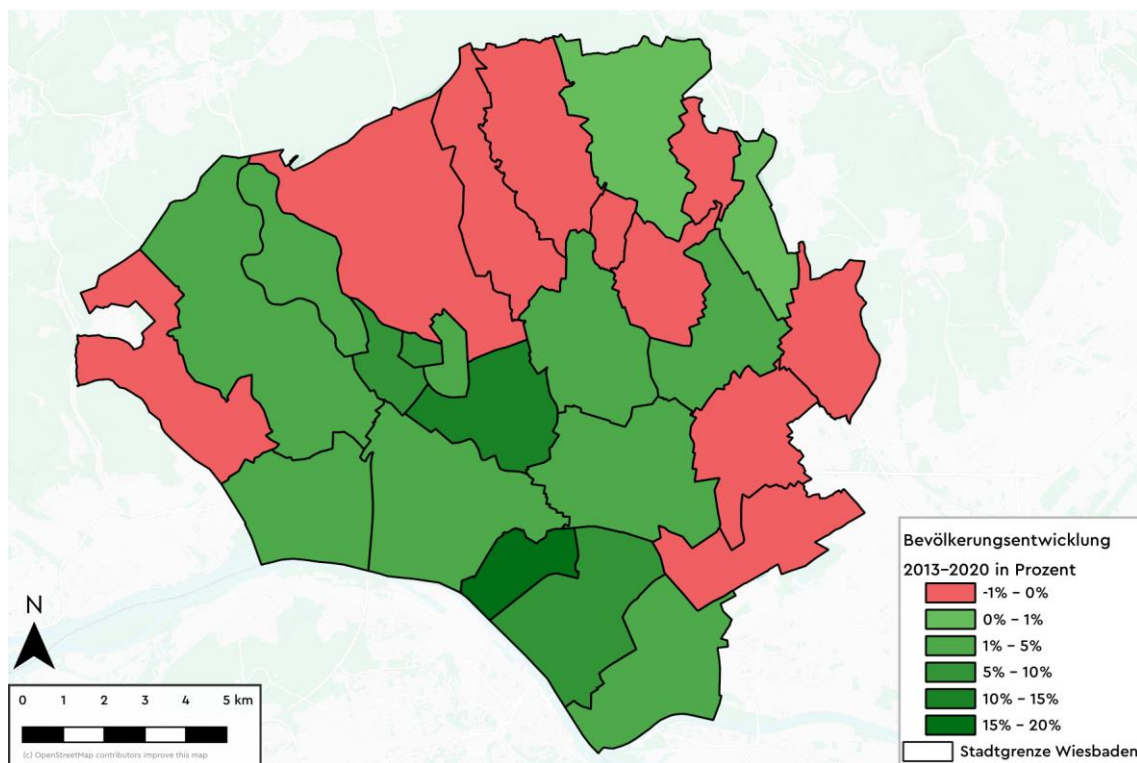 N
0 1 2 3 4 5 km
(c) OpenStreetMap contributors improve this map
Bevölkerungsentwicklung
2013–2020 in Prozent
-1% – 0%
0% – 1%
1% – 5%
5% – 10%
10% – 15%
15% – 20%
Stadtgrenze Wiesbaden